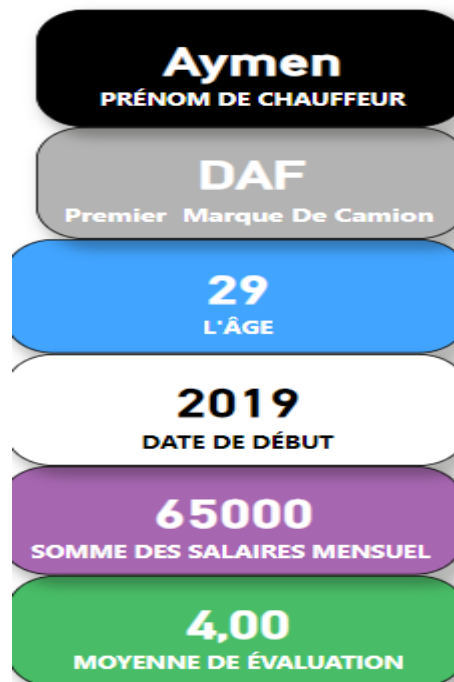 Aymen
PRÉNOM DE CHAUFFEUR
DAF
Premier Marque De Camion
29
L'ÂGE
2019
DATE DE DÉBUT
65000
SOMME DES SALAIRES MENSUEL
4,00
MOYENNE DE ÉVALUATION